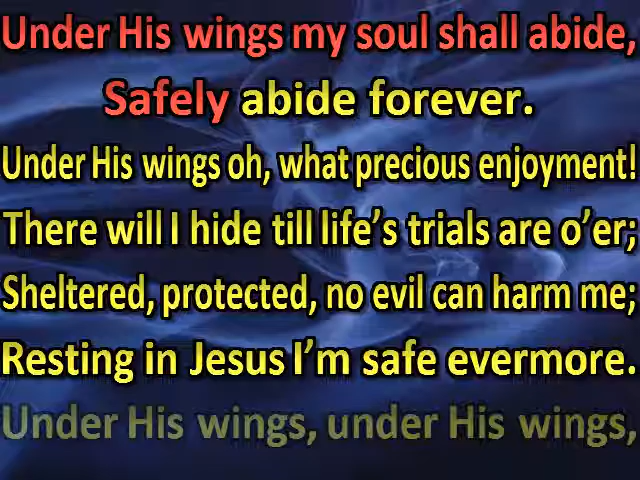 Under His wings my soul shall abide,
Safely abide forever.
Under His wings oh, what precious enjoyment!
There will I hide till life’s trials are o’er;
Sheltered, protected, no evil can harm me;
Resting in Jesus I’m safe evermore.
Under His wings, under His wings,